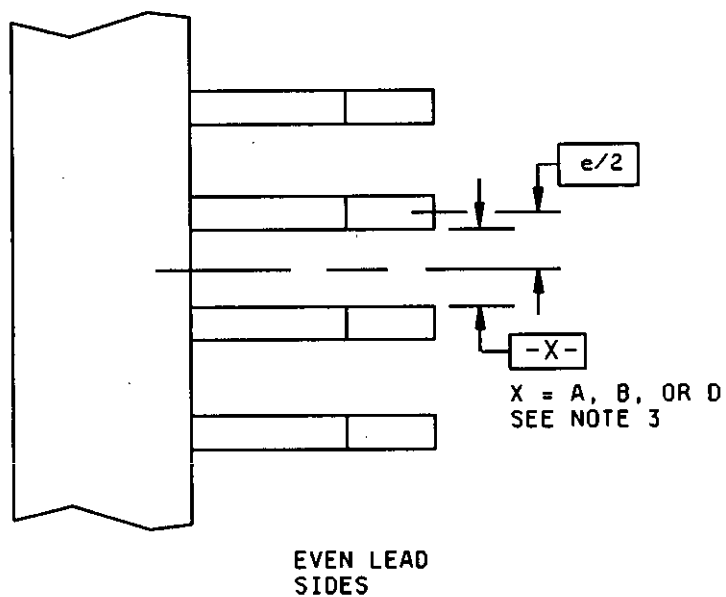 e/2
-X-
X = A, B, OR D
SEE NOTE 3
EVEN LEAD
SIDES